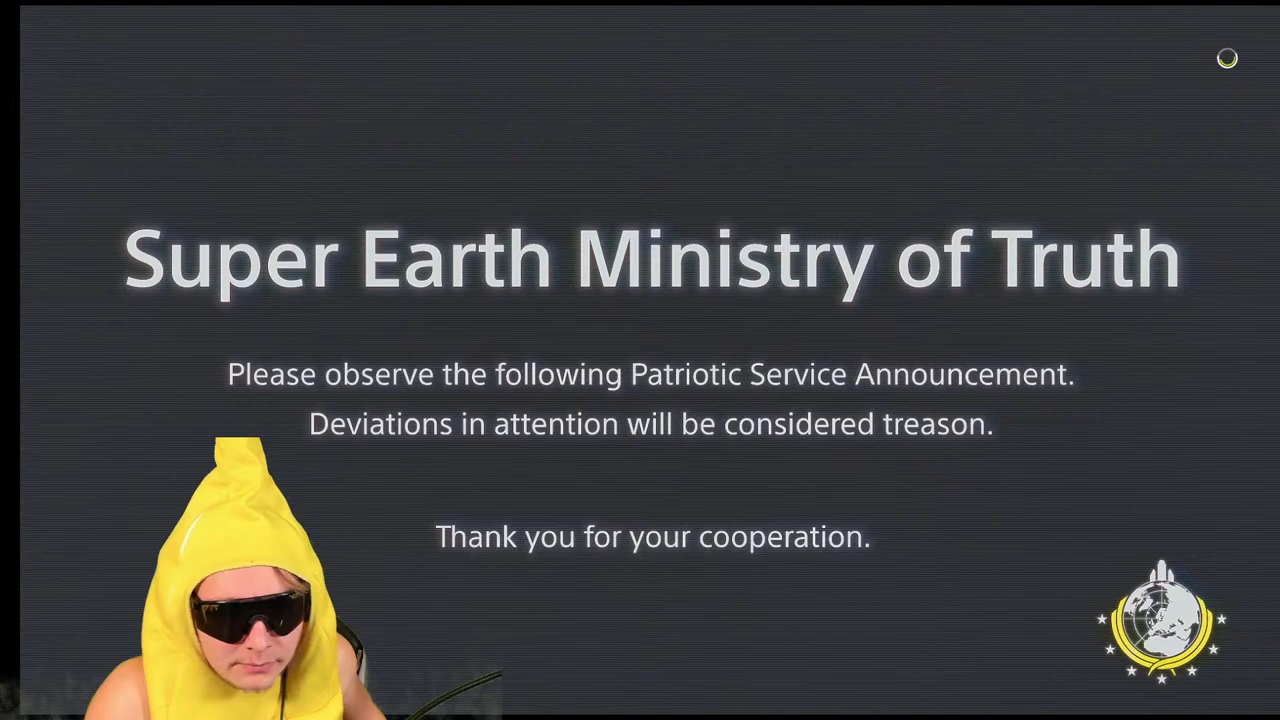 Super Earth Ministry of Truth
Please observe the following Patriotic Service Announcement.
Deviations in attention will be considered treason.
Thank you for your cooperation.